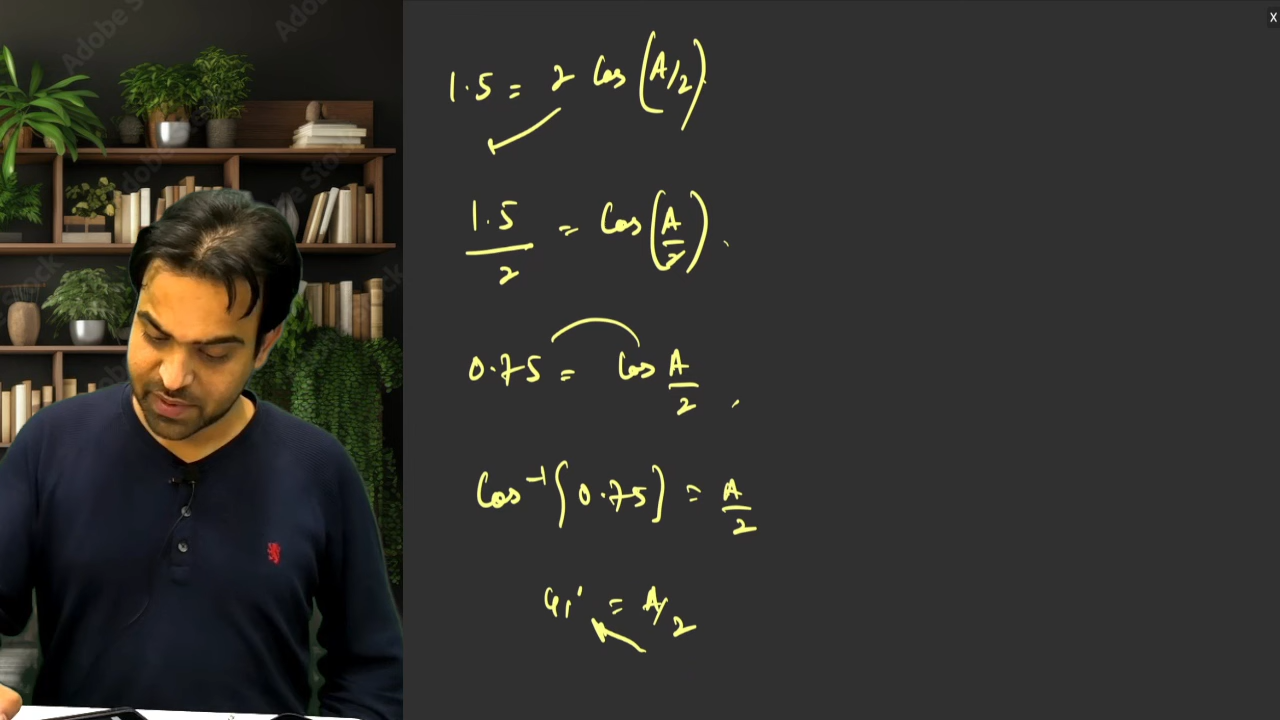 X
1.5 = 2 Cos (A/2)
1.5/2 = Cos (A/2).
0.75 = Cos A/2
Cos⁻¹(0.75) = A/2
41° = A/2